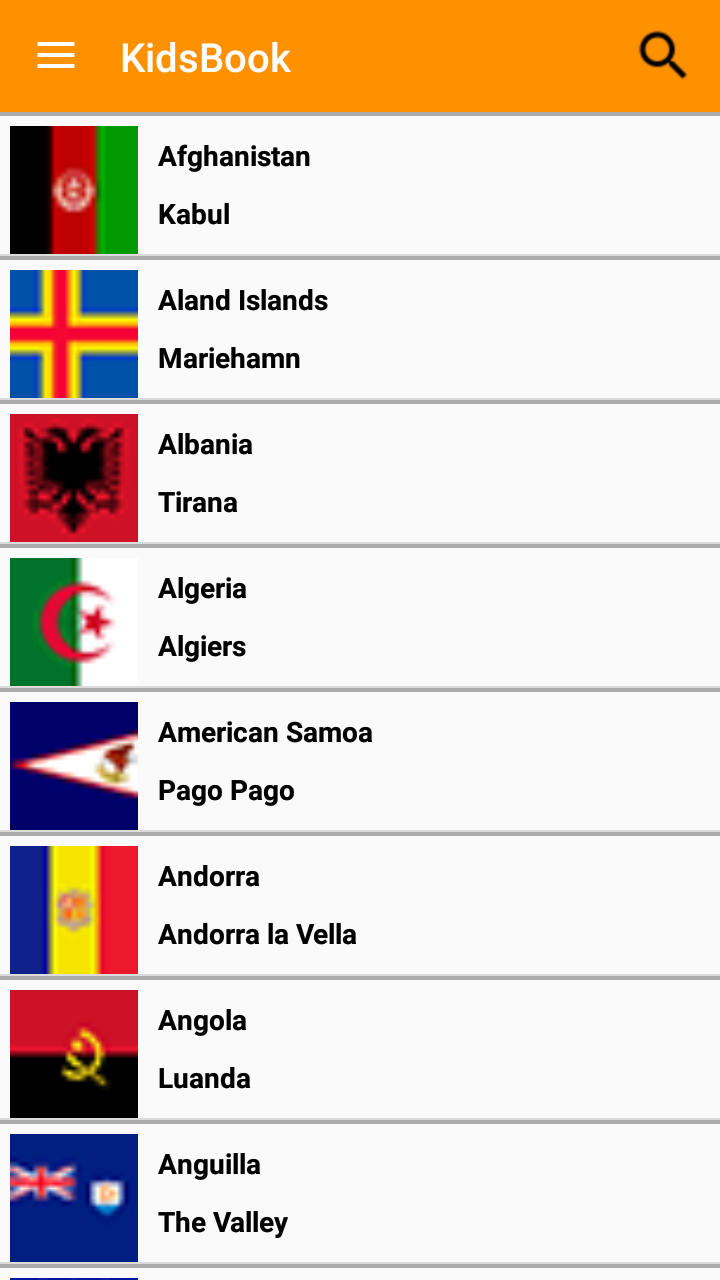 KidsBook
Afghanistan
Kabul
Aland Islands
Mariehamn
Albania
Tirana
Algeria
Algiers
American Samoa
Pago Pago
Andorra
Andorra la Vella
Angola
Luanda
Anguilla
The Valley